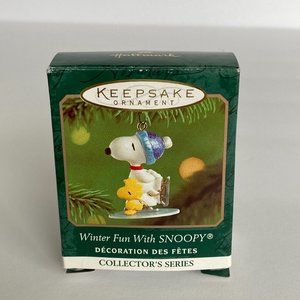 Hallmark
KEEPSAKE
ORNAMENT
Winter Fun With SNOOPY®
DÉCORATION DES FÊTES
COLLECTOR'S SERIES